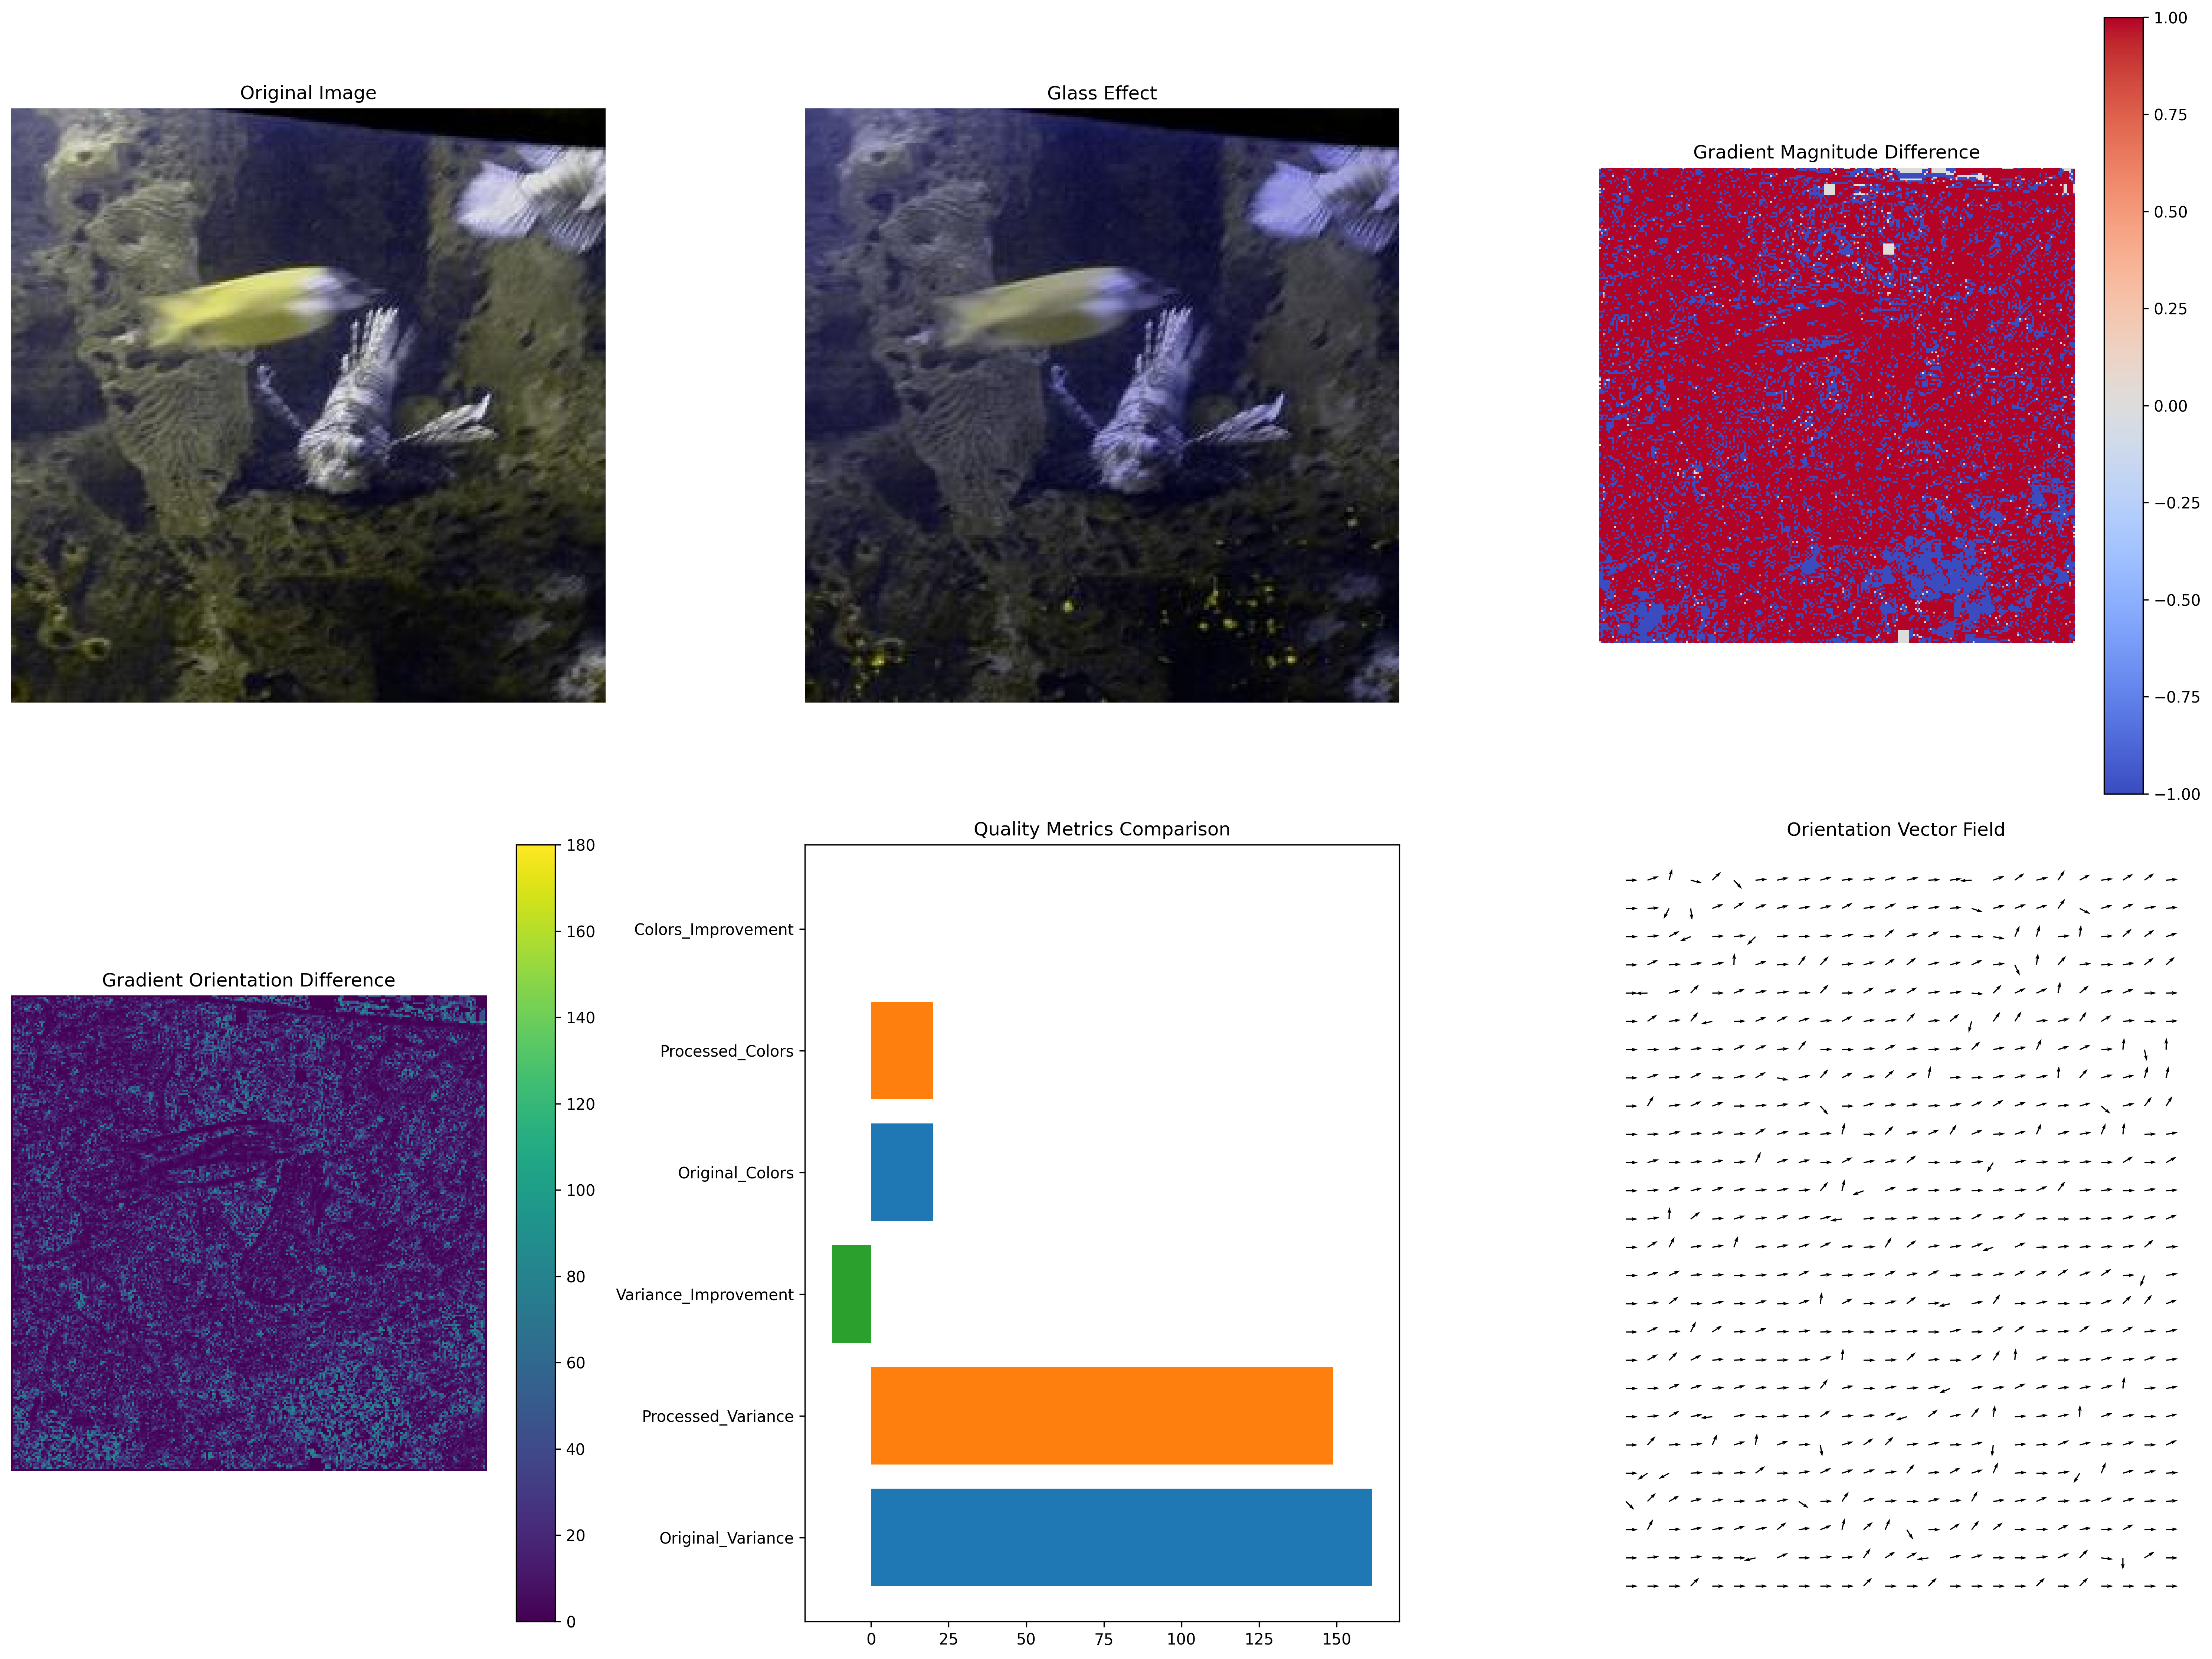 Original Image
Glass Effect
Gradient Magnitude Difference
1.00
0.75
0.50
0.25
0.00
−0.25
−0.50
−0.75
−1.00
Gradient Orientation Difference
180
160
140
120
100
80
60
40
20
0
Quality Metrics Comparison
Colors_Improvement
Processed_Colors
Original_Colors
Variance_Improvement
Processed_Variance
Original_Variance
0 25 50 75 100 125 150
Orientation Vector Field